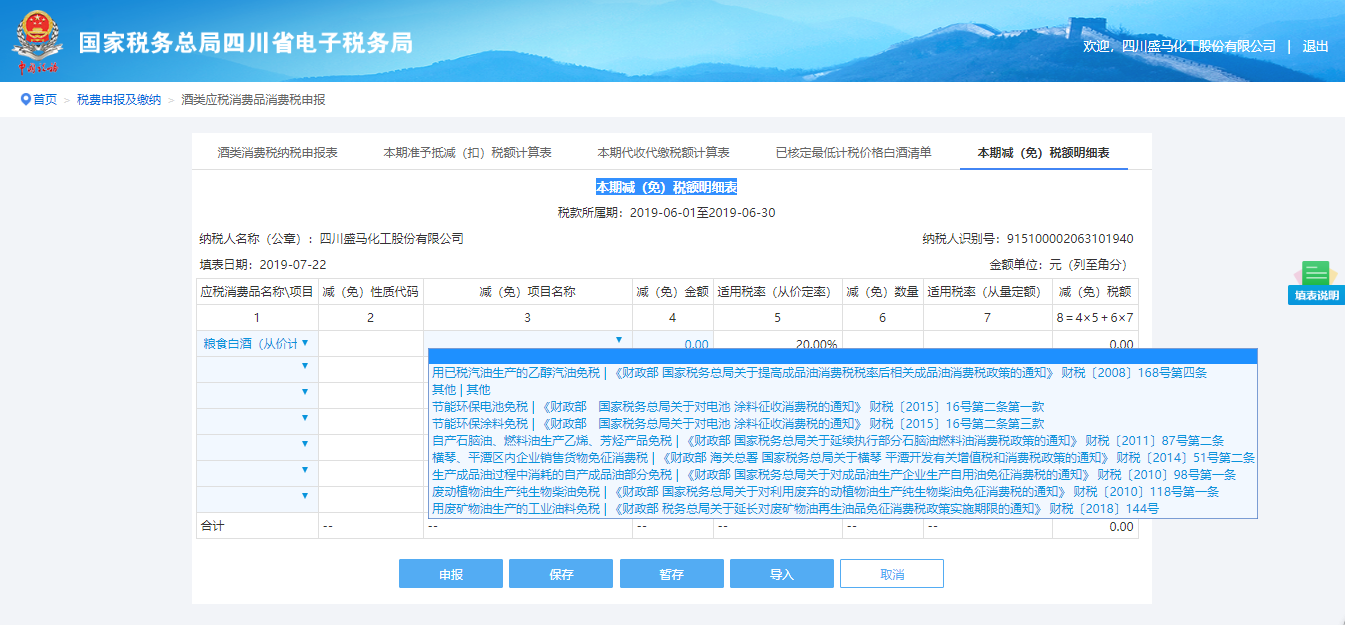 国家税务总局四川省电子税务局
中国税务
欢迎，四川盛马化工股份有限公司 | 退出
首页 > 税费申报及缴纳 > 酒类应税消费品消费税申报
酒类消费税纳税申报表 本期准予抵减（扣）税额计算表 本期代收代缴税额计算表 已核定最低计税价格白酒清单 本期减（免）税额明细表
本期减（免）税额明细表
税款所属期：2019-06-01至2019-06-30
纳税人名称（公章）：四川盛马化工股份有限公司 纳税人识别号：915100002063101940
填表日期：2019-07-22 金额单位：元（列至角分）
填表说明
应税消费品名称\项目 减（免）性质代码 减（免）项目名称 减（免）金额 适用税率（从价定率） 减（免）数量 适用税率（从量定额） 减（免）税额
1 2 3 4 5 6 7 8=4×5+6×7
粮食白酒（从价计 0.00 20.00% 0.00
用已税汽油生产的乙醇汽油免税 | 《财政部 国家税务总局关于提高成品油消费税税率后相关成品油消费税政策的通知》 财税〔2008〕168号第四条
其他 | 其他
节能环保电池免税 | 《财政部　国家税务总局关于对电池 涂料征收消费税的通知》 财税〔2015〕16号第二条第一款
节能环保涂料免税 | 《财政部　国家税务总局关于对电池 涂料征收消费税的通知》 财税〔2015〕16号第二条第三款
自产石脑油、燃料油生产乙烯、芳烃产品免税 | 《财政部 国家税务总局关于延续执行部分石脑油燃料油消费税政策的通知》 财税〔2011〕87号第二条
横琴、平潭区内企业销售货物免征消费税 | 《财政部 海关总署 国家税务总局关于横琴 平潭开发有关增值税和消费税政策的通知》 财税〔2014〕51号第二条
生产成品油过程中消耗的自产成品油部分免税 | 《财政部 国家税务总局关于对成品油生产企业生产自用油免征消费税的通知》 财税〔2010〕98号第一条
废动植物油生产纯生物柴油免税 | 《财政部 国家税务总局关于对利用废弃的动植物油生产纯生物柴油免征消费税的通知》 财税〔2010〕118号第一条
用废矿物油生产的工业油料免税 | 《财政部 税务总局关于延长对废矿物油再生油品免征消费税政策实施期限的通知》 财税〔2018〕144号
合计 -- -- -- -- -- -- 0.00
申报 保存 暂存 导入 取消